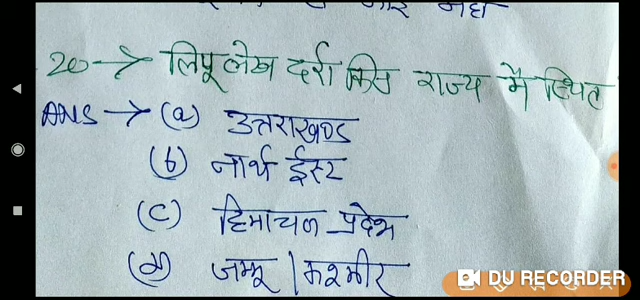 20 → लिपू लेख दर्रा किस राज्य में स्थित
ANS → (a) उत्तराखण्ड
(b) नार्थ ईस्ट
(c) हिमाचल प्रदेश
(d) जम्मू / कश्मीर
DU RECORDER